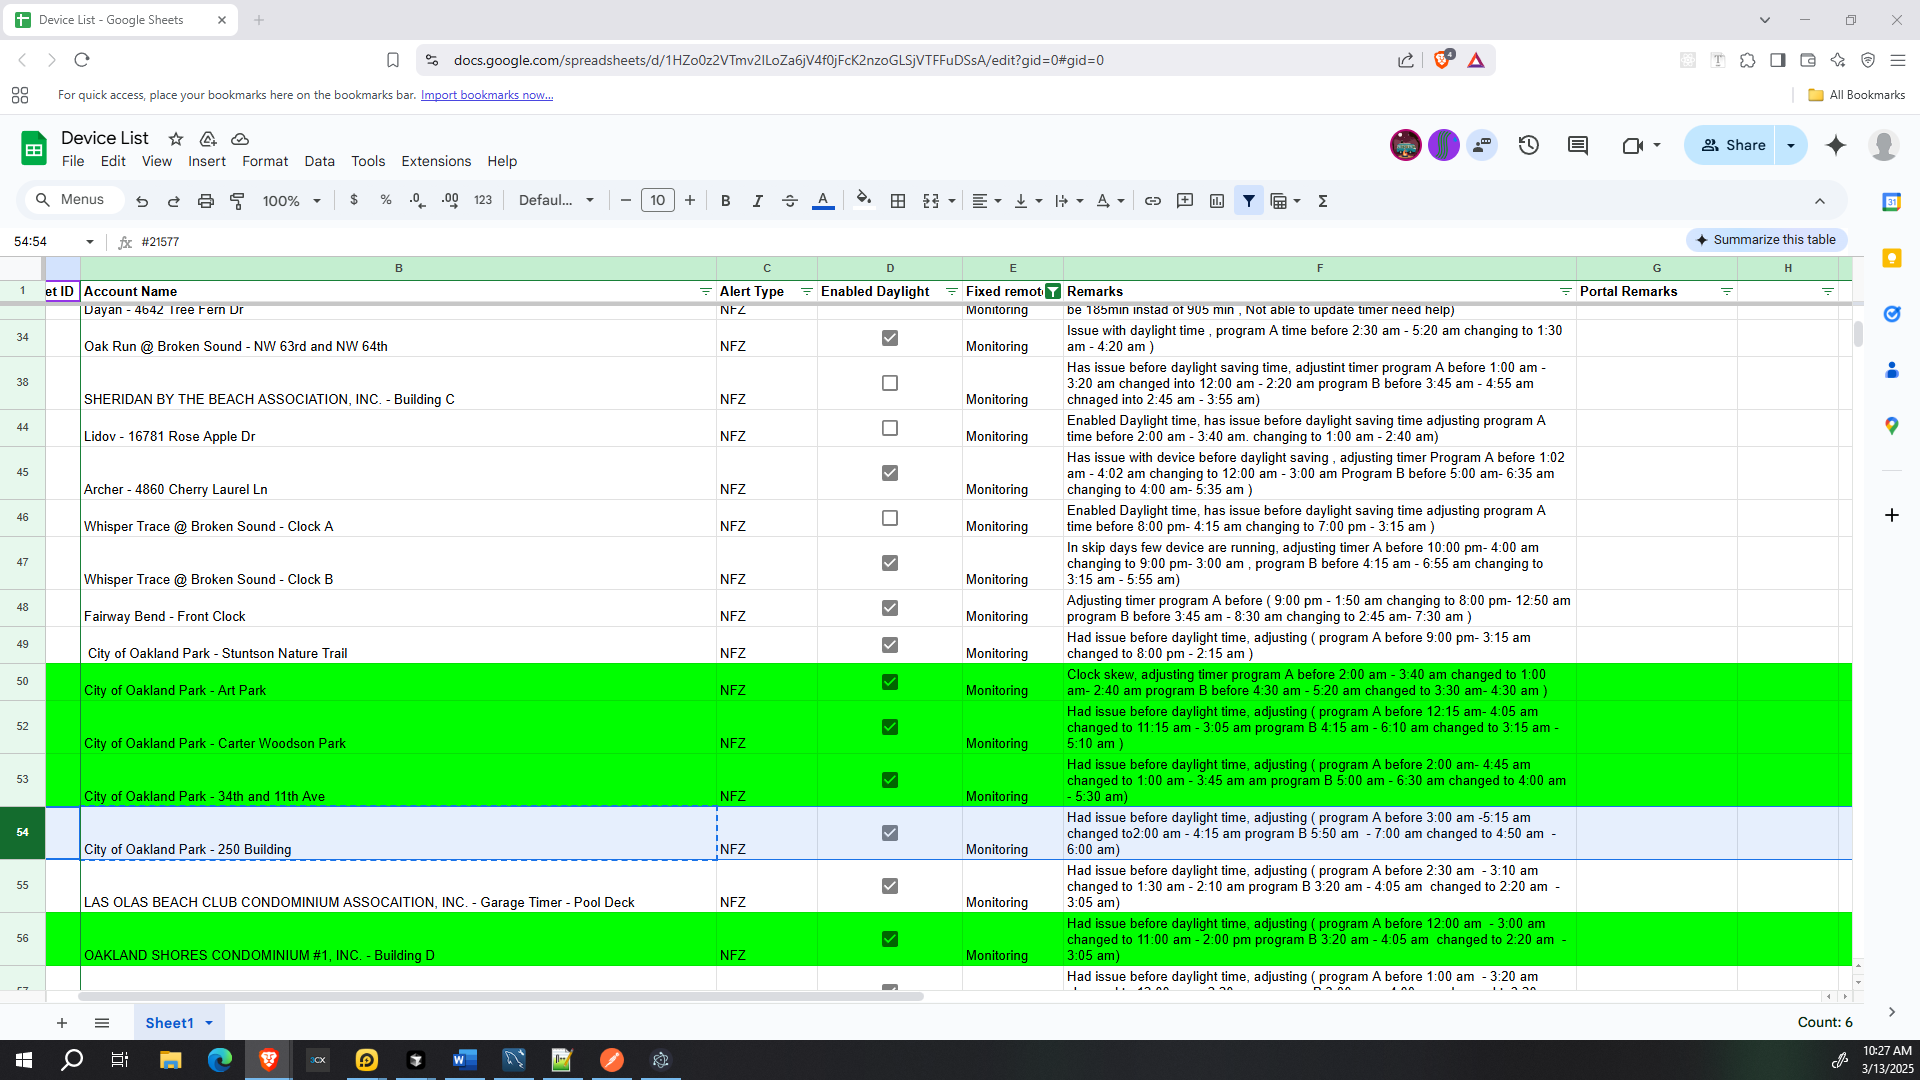 Device List - Google Sheets
docs.google.com/spreadsheets/d/1HZo0z2VTmv2ILoZa6jV4f0jFcK2nzoGLSjVTFFuDSsA/edit?gid=0#gid=0
4
For quick access, place your bookmarks here on the bookmarks bar. Import bookmarks now...
All Bookmarks
Device List
File Edit View Insert Format Data Tools Extensions Help
Share
Menus 100% $ % .0 .00 123 Defaul... 10 B I A
31
54:54 fx #21577
Summarize this table
B C D E F G H
1 et ID Account Name Alert Type Enabled Daylight Fixed remot Remarks Portal Remarks
Dayan - 4642 Tree Fern Dr NFZ Monitoring be 185min instad of 905 min , Not able to update timer need help)
34 Oak Run @ Broken Sound - NW 63rd and NW 64th NFZ Monitoring Issue with daylight time , program A time before 2:30 am - 5:20 am changing to 1:30
am - 4:20 am )
38 SHERIDAN BY THE BEACH ASSOCIATION, INC. - Building C NFZ Monitoring Has issue before daylight saving time, adjustint timer program A before 1:00 am -
3:20 am changed into 12:00 am - 2:20 am program B before 3:45 am - 4:55 am
chnaged into 2:45 am - 3:55 am)
44 Lidov - 16781 Rose Apple Dr NFZ Monitoring Enabled Daylight time, has issue before daylight saving time adjusting program A
time before 2:00 am - 3:40 am. changing to 1:00 am - 2:40 am)
45 Archer - 4860 Cherry Laurel Ln NFZ Monitoring Has issue with device before daylight saving , adjusting timer Program A before 1:02
am - 4:02 am changing to 12:00 am - 3:00 am Program B before 5:00 am- 6:35 am
changing to 4:00 am- 5:35 am )
46 Whisper Trace @ Broken Sound - Clock A NFZ Monitoring Enabled Daylight time, has issue before daylight saving time adjusting program A
time before 8:00 pm- 4:15 am changing to 7:00 pm - 3:15 am )
47 Whisper Trace @ Broken Sound - Clock B NFZ Monitoring In skip days few device are running, adjusting timer A before 10:00 pm- 4:00 am
changing to 9:00 pm- 3:00 am , program B before 4:15 am - 6:55 am changing to
3:15 am - 5:55 am)
48 Fairway Bend - Front Clock NFZ Monitoring Adjusting timer program A before ( 9:00 pm - 1:50 am changing to 8:00 pm- 12:50 am
program B before 3:45 am - 8:30 am changing to 2:45 am- 7:30 am )
49 City of Oakland Park - Stuntson Nature Trail NFZ Monitoring Had issue before daylight time, adjusting ( program A before 9:00 pm- 3:15 am
changed to 8:00 pm - 2:15 am )
50 City of Oakland Park - Art Park NFZ Monitoring Clock skew, adjusting timer program A before 2:00 am - 3:40 am changed to 1:00
am- 2:40 am program B before 4:30 am - 5:20 am changed to 3:30 am- 4:30 am )
52 City of Oakland Park - Carter Woodson Park NFZ Monitoring Had issue before daylight time, adjusting ( program A before 12:15 am- 4:05 am
changed to 11:15 am - 3:05 am program B 4:15 am - 6:10 am changed to 3:15 am -
5:10 am )
53 City of Oakland Park - 34th and 11th Ave NFZ Monitoring Had issue before daylight time, adjusting ( program A before 2:00 am- 4:45 am
changed to 1:00 am - 3:45 am am program B 5:00 am - 6:30 am changed to 4:00 am
- 5:30 am)
54 City of Oakland Park - 250 Building NFZ Monitoring Had issue before daylight time, adjusting ( program A before 3:00 am -5:15 am
changed to2:00 am - 4:15 am program B 5:50 am - 7:00 am changed to 4:50 am -
6:00 am)
55 LAS OLAS BEACH CLUB CONDOMINIUM ASSOCAITION, INC. - Garage Timer - Pool Deck NFZ Monitoring Had issue before daylight time, adjusting ( program A before 2:30 am - 3:10 am
changed to 1:30 am - 2:10 am program B 3:20 am - 4:05 am changed to 2:20 am -
3:05 am)
56 OAKLAND SHORES CONDOMINIUM #1, INC. - Building D NFZ Monitoring Had issue before daylight time, adjusting ( program A before 12:00 am - 3:00 am
changed to 11:00 am - 2:00 pm program B 3:20 am - 4:05 am changed to 2:20 am -
3:05 am)
57 Had issue before daylight time, adjusting ( program A before 1:00 am - 3:20 am
Sheet1
Count: 6
3CX
10:27 AM
3/13/2025